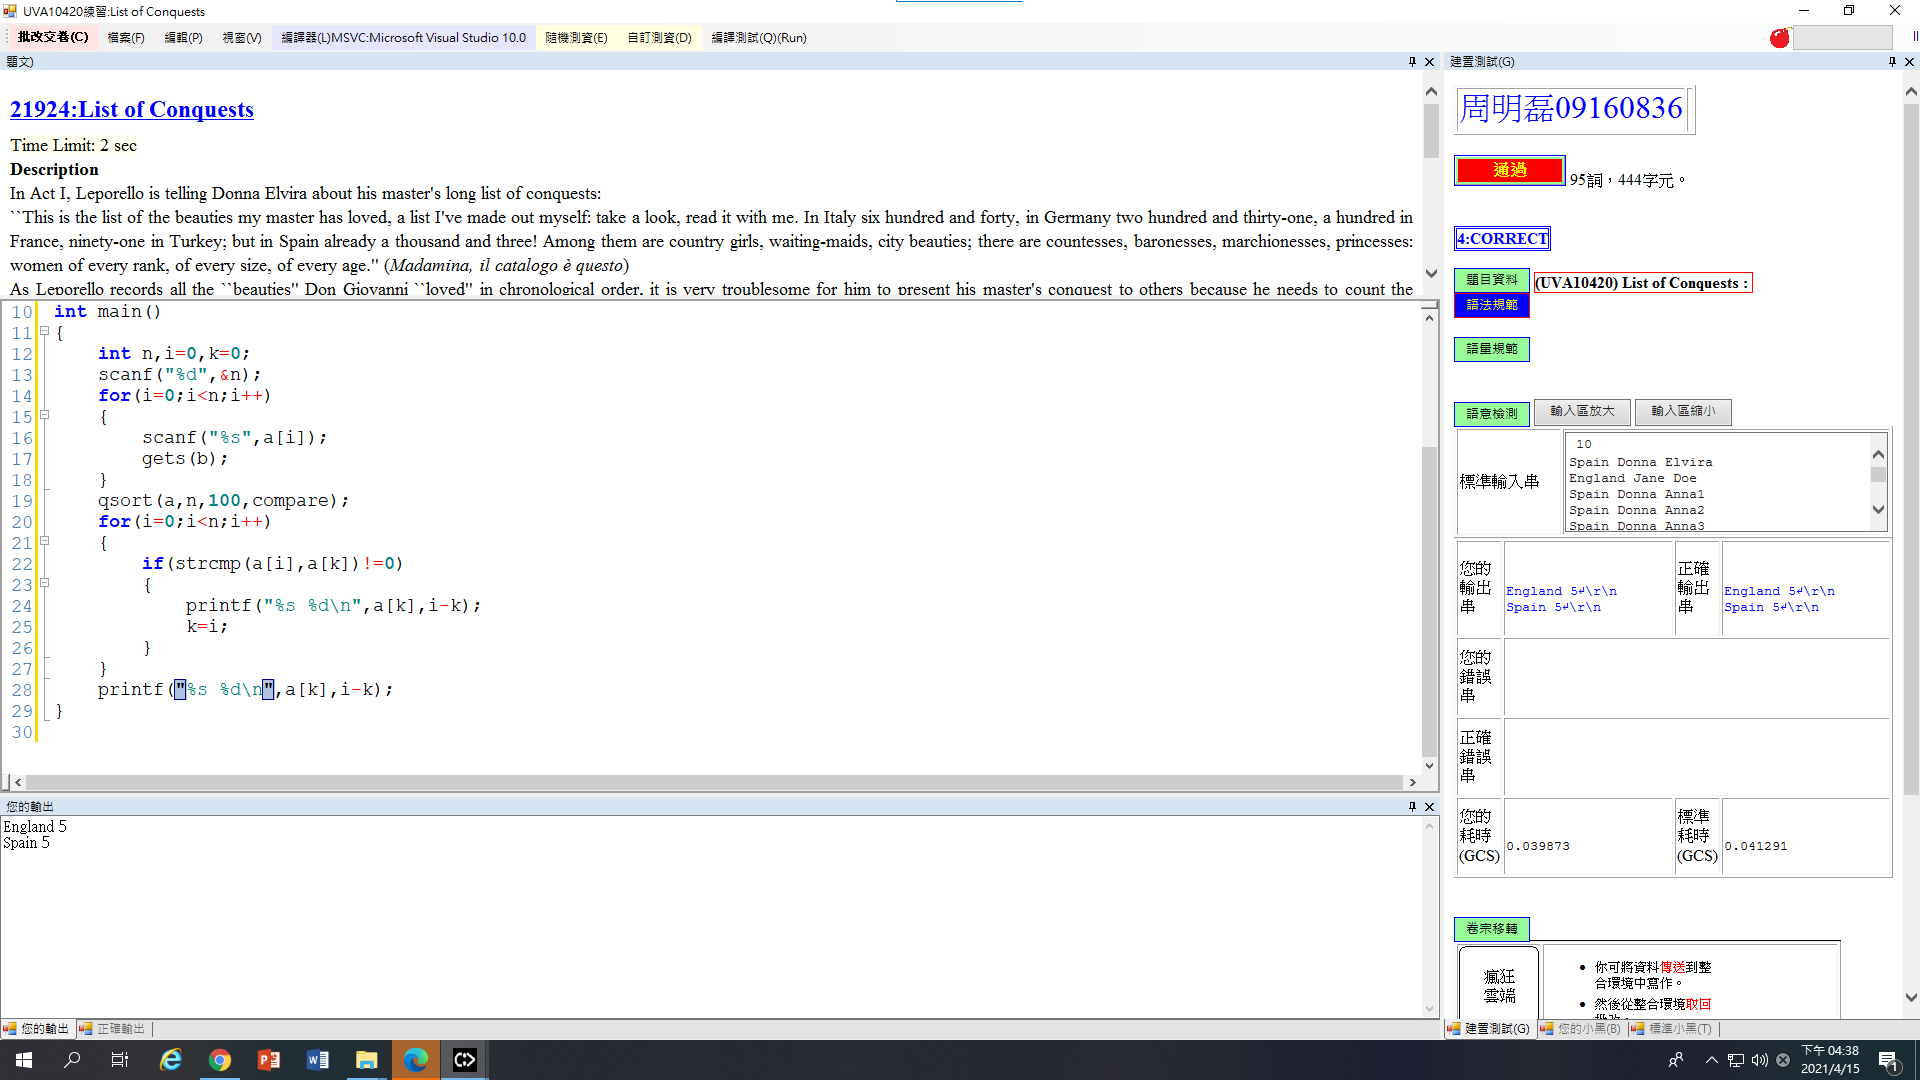 UVA10420練習:List of Conquests
批改交卷(C) 檔案(F) 編輯(P) 視窗(V) 編譯器(L)MSVC:Microsoft Visual Studio 10.0 隨機測資(E) 自訂測資(D) 編譯測試(Q)(Run)
題文)
21924:List of Conquests
Time Limit: 2 sec
Description
In Act I, Leporello is telling Donna Elvira about his master's long list of conquests:
``This is the list of the beauties my master has loved, a list I've made out myself: take a look, read it with me. In Italy six hundred and forty, in Germany two hundred and thirty-one, a hundred in
France, ninety-one in Turkey; but in Spain already a thousand and three! Among them are country girls, waiting-maids, city beauties; there are countesses, baronesses, marchionesses, princesses:
women of every rank, of every size, of every age.'' (Madamina, il catalogo è questo)
As Leporello records all the ``beauties'' Don Giovanni ``loved'' in chronological order, it is very troublesome for him to present his master's conquest to others because he needs to count the
10 int main()
11 {
12 int n,i=0,k=0;
13 scanf("%d",&n);
14 for(i=0;i<n;i++)
15 {
16 scanf("%s",a[i]);
17 gets(b);
18 }
19 qsort(a,n,100,compare);
20 for(i=0;i<n;i++)
21 {
22 if(strcmp(a[i],a[k])!=0)
23 {
24 printf("%s %d\n",a[k],i-k);
25 k=i;
26 }
27 }
28 printf("%s %d\n",a[k],i-k);
29 }
30
您的輸出
England 5
Spain 5
您的輸出 正確輸出
建置測試(G)
周明磊09160836
通過 95詞，444字元。
4:CORRECT
題目資料 (UVA10420) List of Conquests :
語法規範
語量規範
語意檢測 輸入區放大 輸入區縮小
標準輸入串
10
Spain Donna Elvira
England Jane Doe
Spain Donna Anna1
Spain Donna Anna2
Spain Donna Anna3
您的輸出串
England 5↵\r\n
Spain 5↵\r\n
正確輸出串
England 5↵\r\n
Spain 5↵\r\n
您的錯誤串
正確錯誤串
您的耗時(GCS) 0.039873 標準耗時(GCS) 0.041291
卷宗移轉
瘋狂雲端
你可將資料傳送到整
合環境中寫作。
然後從整合環境取回
建置測試(G) 您的小黑(B) 標準小黑(T)
下午 04:38
2021/4/15
1